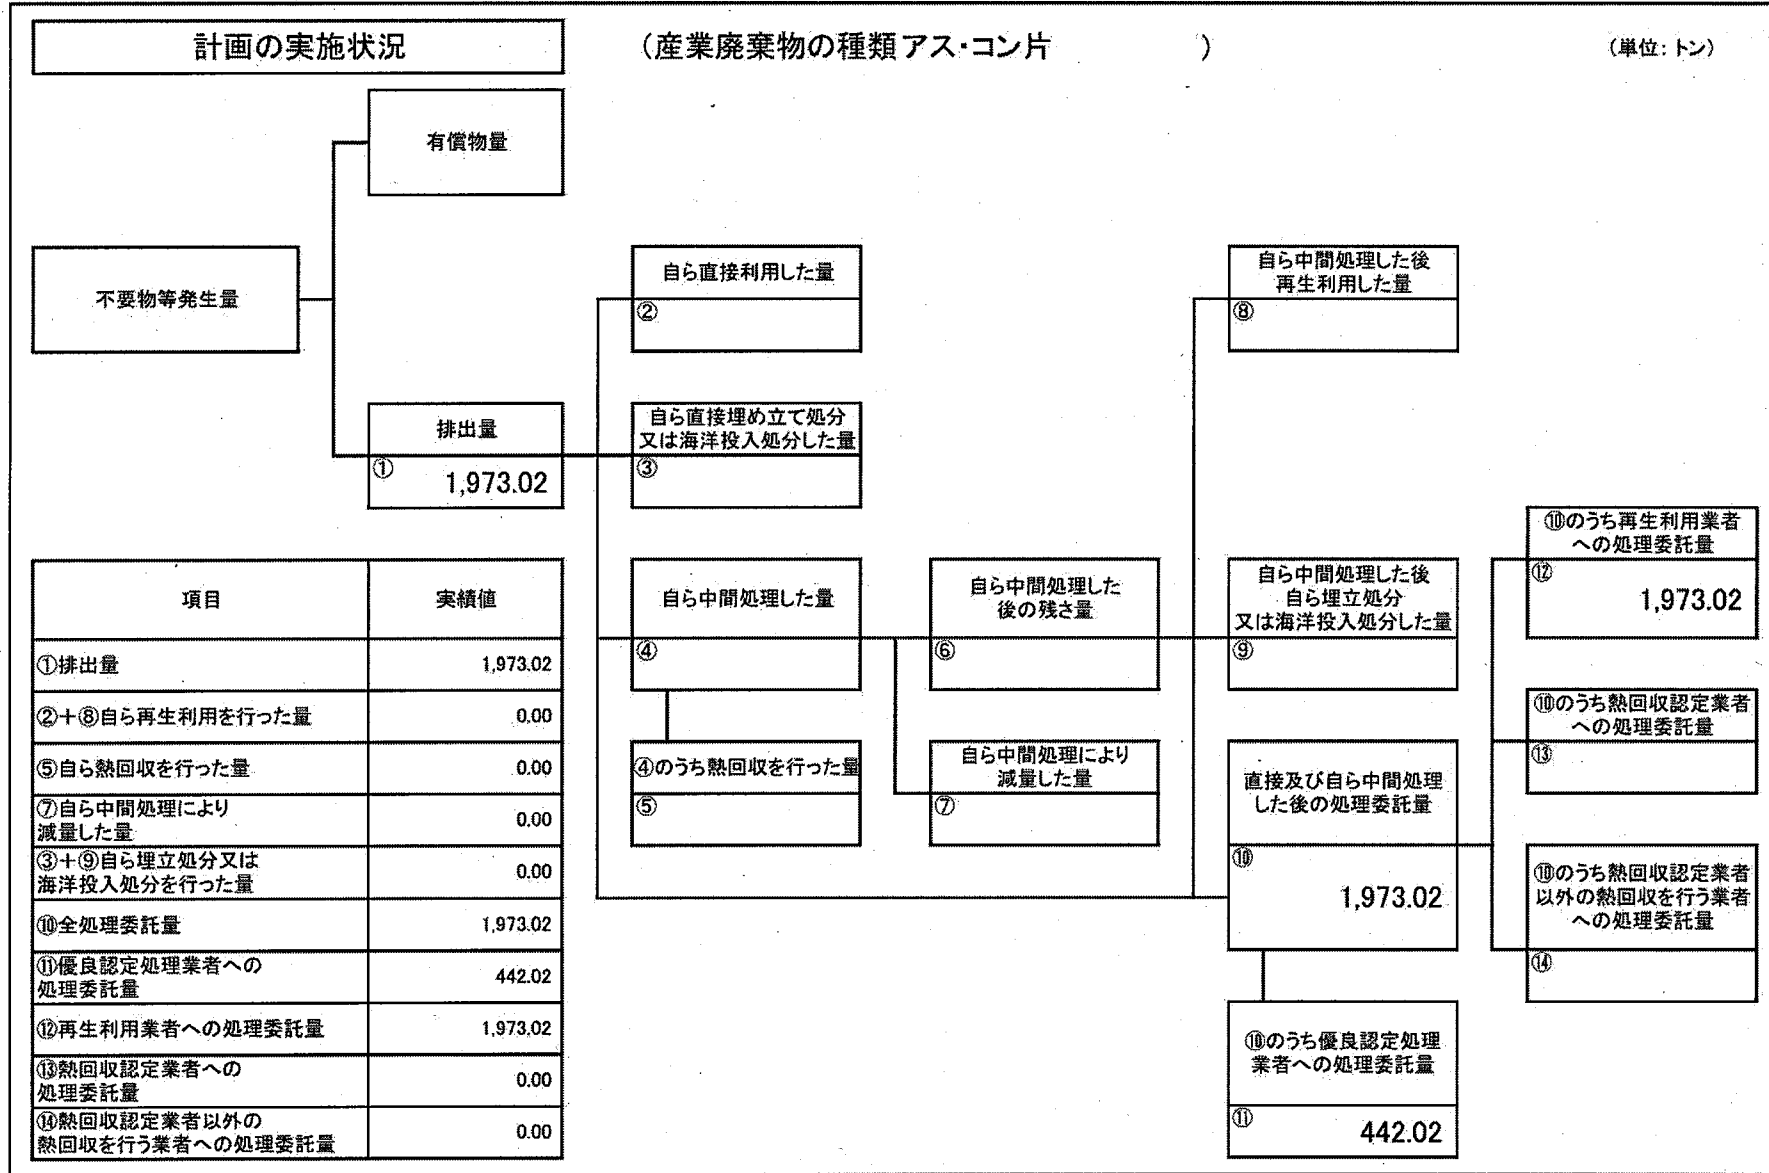 計画の実施状況
（産業廃棄物の種類アス・コン片　　　　）
（単位：トン）
有償物量
不要物等発生量
自ら直接利用した量
②
自ら中間処理した後
再生利用した量
⑧
排出量
①
1,973.02
自ら直接埋め立て処分
又は海洋投入処分した量
③
自ら中間処理した量
④
自ら中間処理した
後の残さ量
⑥
自ら中間処理した後
自ら埋立処分
又は海洋投入処分した量
⑨
⑩のうち再生利用業者
への処理委託量
⑫
1,973.02
⑩のうち熱回収認定業者
への処理委託量
⑬
④のうち熱回収を行った量
⑤
自ら中間処理により
減量した量
⑦
直接及び自ら中間処理
した後の処理委託量
⑩
1,973.02
⑩のうち熱回収認定業者
以外の熱回収を行う業者
への処理委託量
⑭
⑩のうち優良認定処理
業者への処理委託量
⑪
442.02
項目 実績値
①排出量 1,973.02
②＋⑧自ら再生利用を行った量 0.00
⑤自ら熱回収を行った量 0.00
⑦自ら中間処理により
減量した量 0.00
③＋⑨自ら埋立処分又は
海洋投入処分を行った量 0.00
⑩全処理委託量 1,973.02
⑪優良認定処理業者への
処理委託量 442.02
⑫再生利用業者への処理委託量 1,973.02
⑬熱回収認定業者への
処理委託量 0.00
⑭熱回収認定業者以外の
熱回収を行う業者への処理委託量 0.00